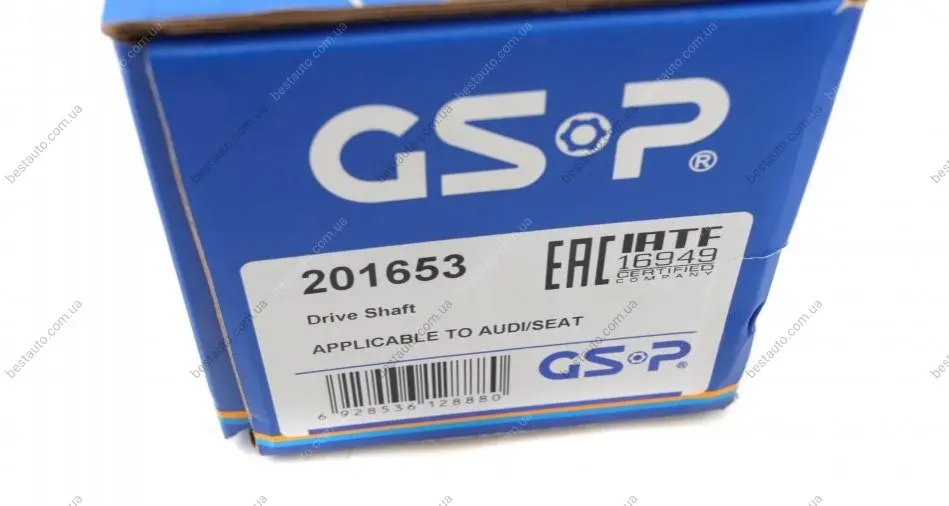 GSP®
201653
Drive Shaft
APPLICABLE TO AUDI/SEAT
EAC
IATF
16949
CERTIFIED
COMPANY
GSP®
6 928536 128880
bestauto.com.ua